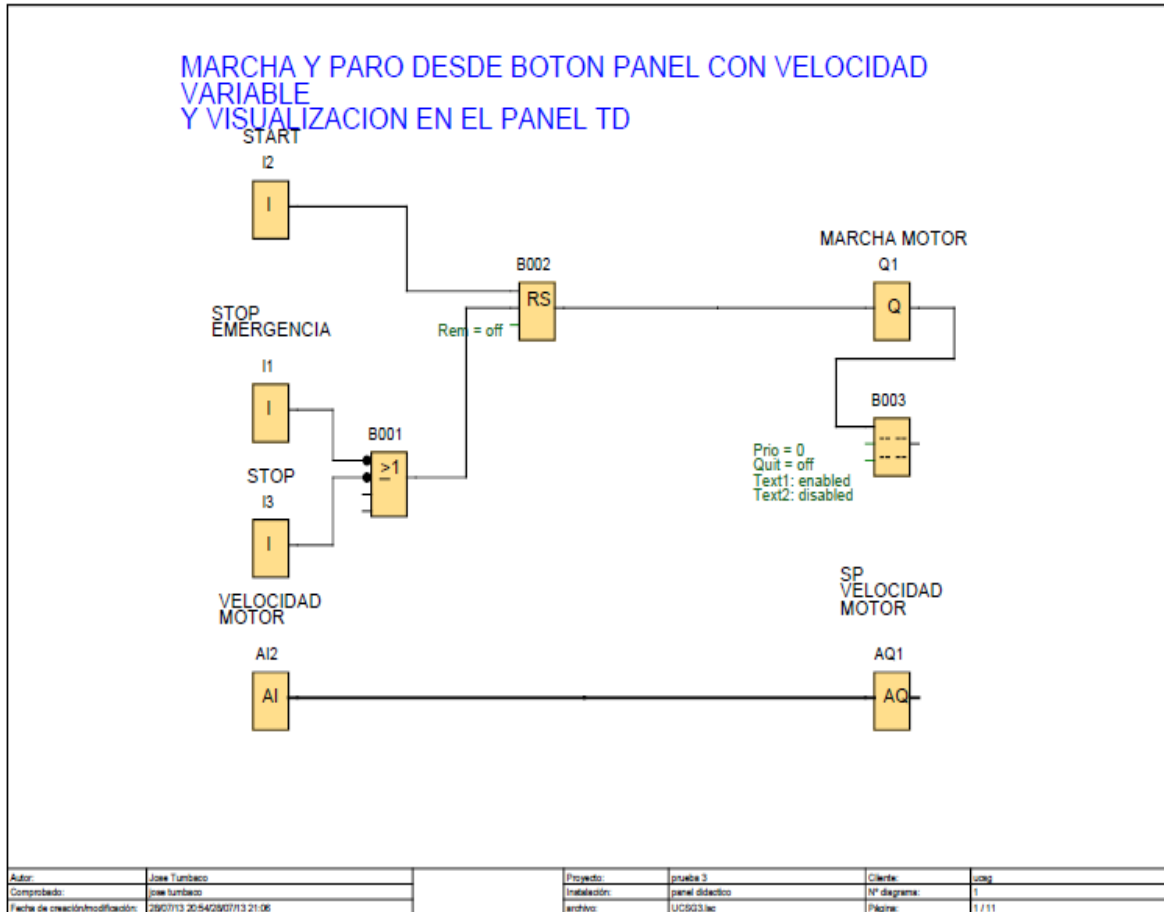 MARCHA Y PARO DESDE BOTON PANEL CON VELOCIDAD
VARIABLE
Y VISUALIZACION EN EL PANEL TD
START
I2
I
MARCHA MOTOR
B002
Q1
RS
Q
Rem = off
STOP
EMERGENCIA
I1
I
B003
B001
>1
Prio = 0
Quit = off
Text1: enabled
Text2: disabled
STOP
I3
I
SP
VELOCIDAD
MOTOR
VELOCIDAD
MOTOR
AI2
AQ1
AI
AQ
Autor: Jose Tumbaco Proyecto: prueba 3 Cliente: ucsg
Comprobado: jose tumbaco Instalación: panel didactico Nº diagrama: 1
Fecha de creación/modificación: 28/07/13 20:54/28/07/13 21:06 archivo: UCSG3.lsc Página: 1 / 11